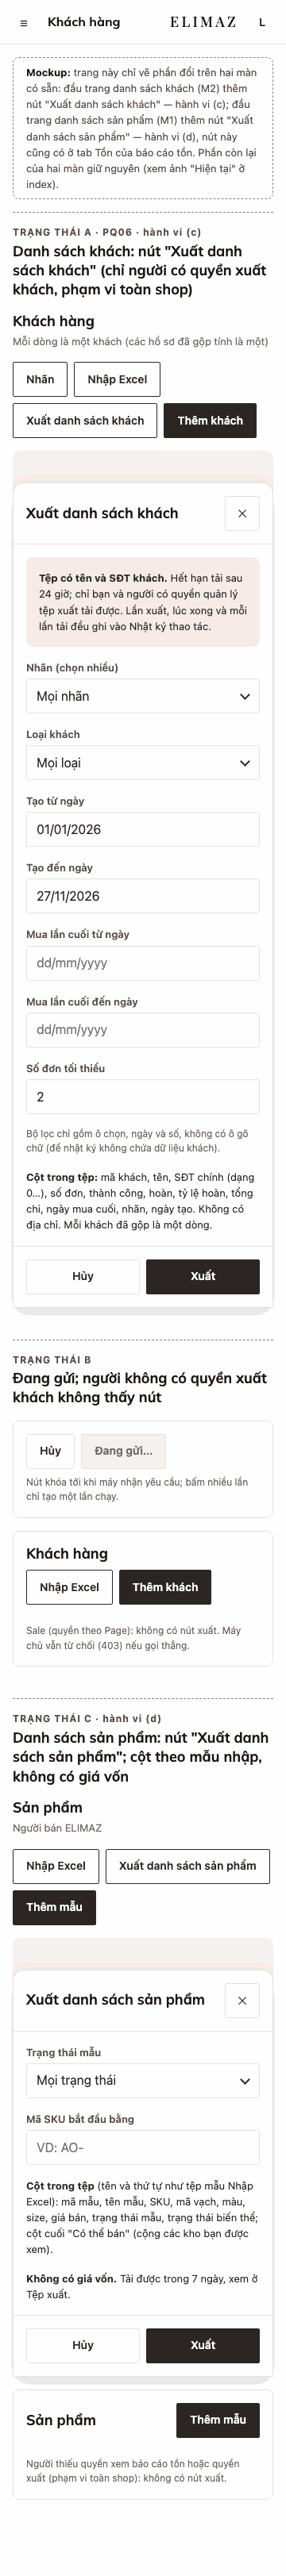 ≡ Khách hàng ELIMAZ L
Mockup: trang này chỉ vẽ phần đổi trên hai màn
có sẵn: đầu trang danh sách khách (M2) thêm
nút "Xuất danh sách khách" — hành vi (c); đầu
trang danh sách sản phẩm (M1) thêm nút "Xuất
danh sách sản phẩm" — hành vi (d), nút này
cũng có ở tab Tồn của báo cáo tồn. Phần còn lại
của hai màn giữ nguyên (xem ảnh "Hiện tại" ở
index).
TRẠNG THÁI A · PQ06 · hành vi (c)
Danh sách khách: nút "Xuất danh
sách khách" (chỉ người có quyền xuất
khách, phạm vi toàn shop)
Khách hàng
Mỗi dòng là một khách (các hồ sơ đã gộp tính là một)
Nhãn Nhập Excel
Xuất danh sách khách Thêm khách
Xuất danh sách khách ×
Tệp có tên và SĐT khách. Hết hạn tải sau
24 giờ; chỉ bạn và người có quyền quản lý
tệp xuất tải được. Lần xuất, lúc xong và mỗi
lần tải đều ghi vào Nhật ký thao tác.
Nhãn (chọn nhiều)
Mọi nhãn
Loại khách
Mọi loại
Tạo từ ngày
01/01/2026
Tạo đến ngày
27/11/2026
Mua lần cuối từ ngày
dd/mm/yyyy
Mua lần cuối đến ngày
dd/mm/yyyy
Số đơn tối thiểu
2
Bộ lọc chỉ gồm ô chọn, ngày và số, không có ô gõ
chữ (để nhật ký không chứa dữ liệu khách).
Cột trong tệp: mã khách, tên, SĐT chính (dạng
0...), số đơn, thành công, hoàn, tỷ lệ hoàn, tổng
chi, ngày mua cuối, nhãn, ngày tạo. Không có
địa chỉ. Mỗi khách đã gộp là một dòng.
Hủy Xuất
TRẠNG THÁI B
Đang gửi; người không có quyền xuất
khách không thấy nút
Hủy Đang gửi...
Nút khóa tới khi máy nhận yêu cầu; bấm nhiều lần
chỉ tạo một lần chạy.
Khách hàng
Nhập Excel Thêm khách
Sale (quyền theo Page): không có nút xuất. Máy
chủ vẫn từ chối (403) nếu gọi thẳng.
TRẠNG THÁI C · hành vi (d)
Danh sách sản phẩm: nút "Xuất danh
sách sản phẩm"; cột theo mẫu nhập,
không có giá vốn
Sản phẩm
Người bán ELIMAZ
Nhập Excel Xuất danh sách sản phẩm
Thêm mẫu
Xuất danh sách sản phẩm ×
Trạng thái mẫu
Mọi trạng thái
Mã SKU bắt đầu bằng
VD: AO-
Cột trong tệp (tên và thứ tự như tệp mẫu Nhập
Excel): mã mẫu, tên mẫu, SKU, mã vạch, màu,
size, giá bán, trạng thái mẫu, trạng thái biến thể;
cột cuối "Có thể bán" (cộng các kho bạn được
xem).
Không có giá vốn. Tải được trong 7 ngày, xem ở
Tệp xuất.
Hủy Xuất
Sản phẩm Thêm mẫu
Người thiếu quyền xem báo cáo tồn hoặc quyền
xuất (phạm vi toàn shop): không có nút xuất.